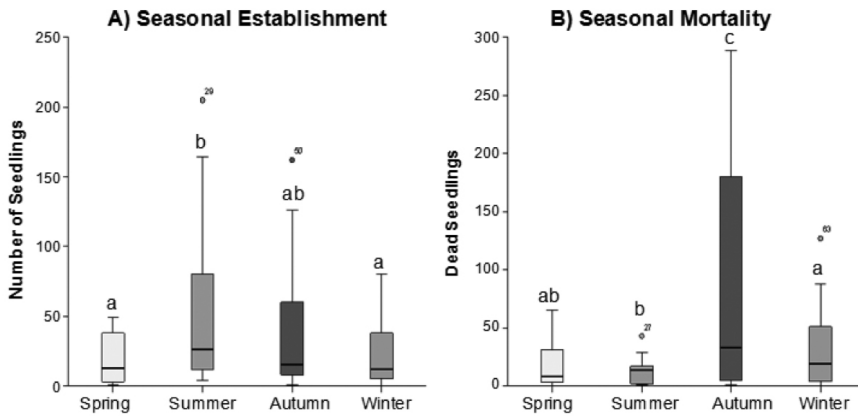 A) Seasonal Establishment
Number of Seedlings
250
200
150
100
50
0
29
b
50
ab
a
a
Spring Summer Autumn Winter
B) Seasonal Mortality
Dead Seedlings
300
250
200
150
100
50
0
c
63
ab
b
27
a
Spring Summer Autumn Winter